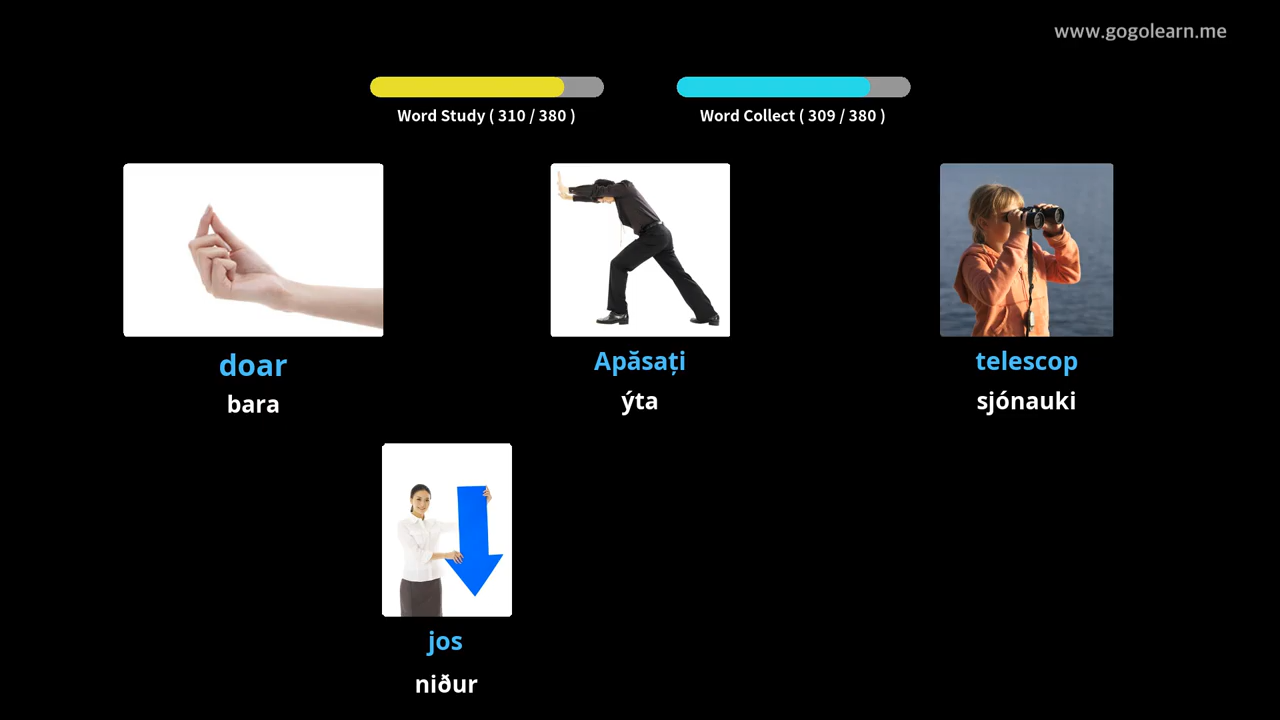 www.gogolearn.me
Word Study ( 310 / 380 )
Word Collect ( 309 / 380 )
doar
bara
Apăsați
ýta
telescop
sjónauki
jos
niður